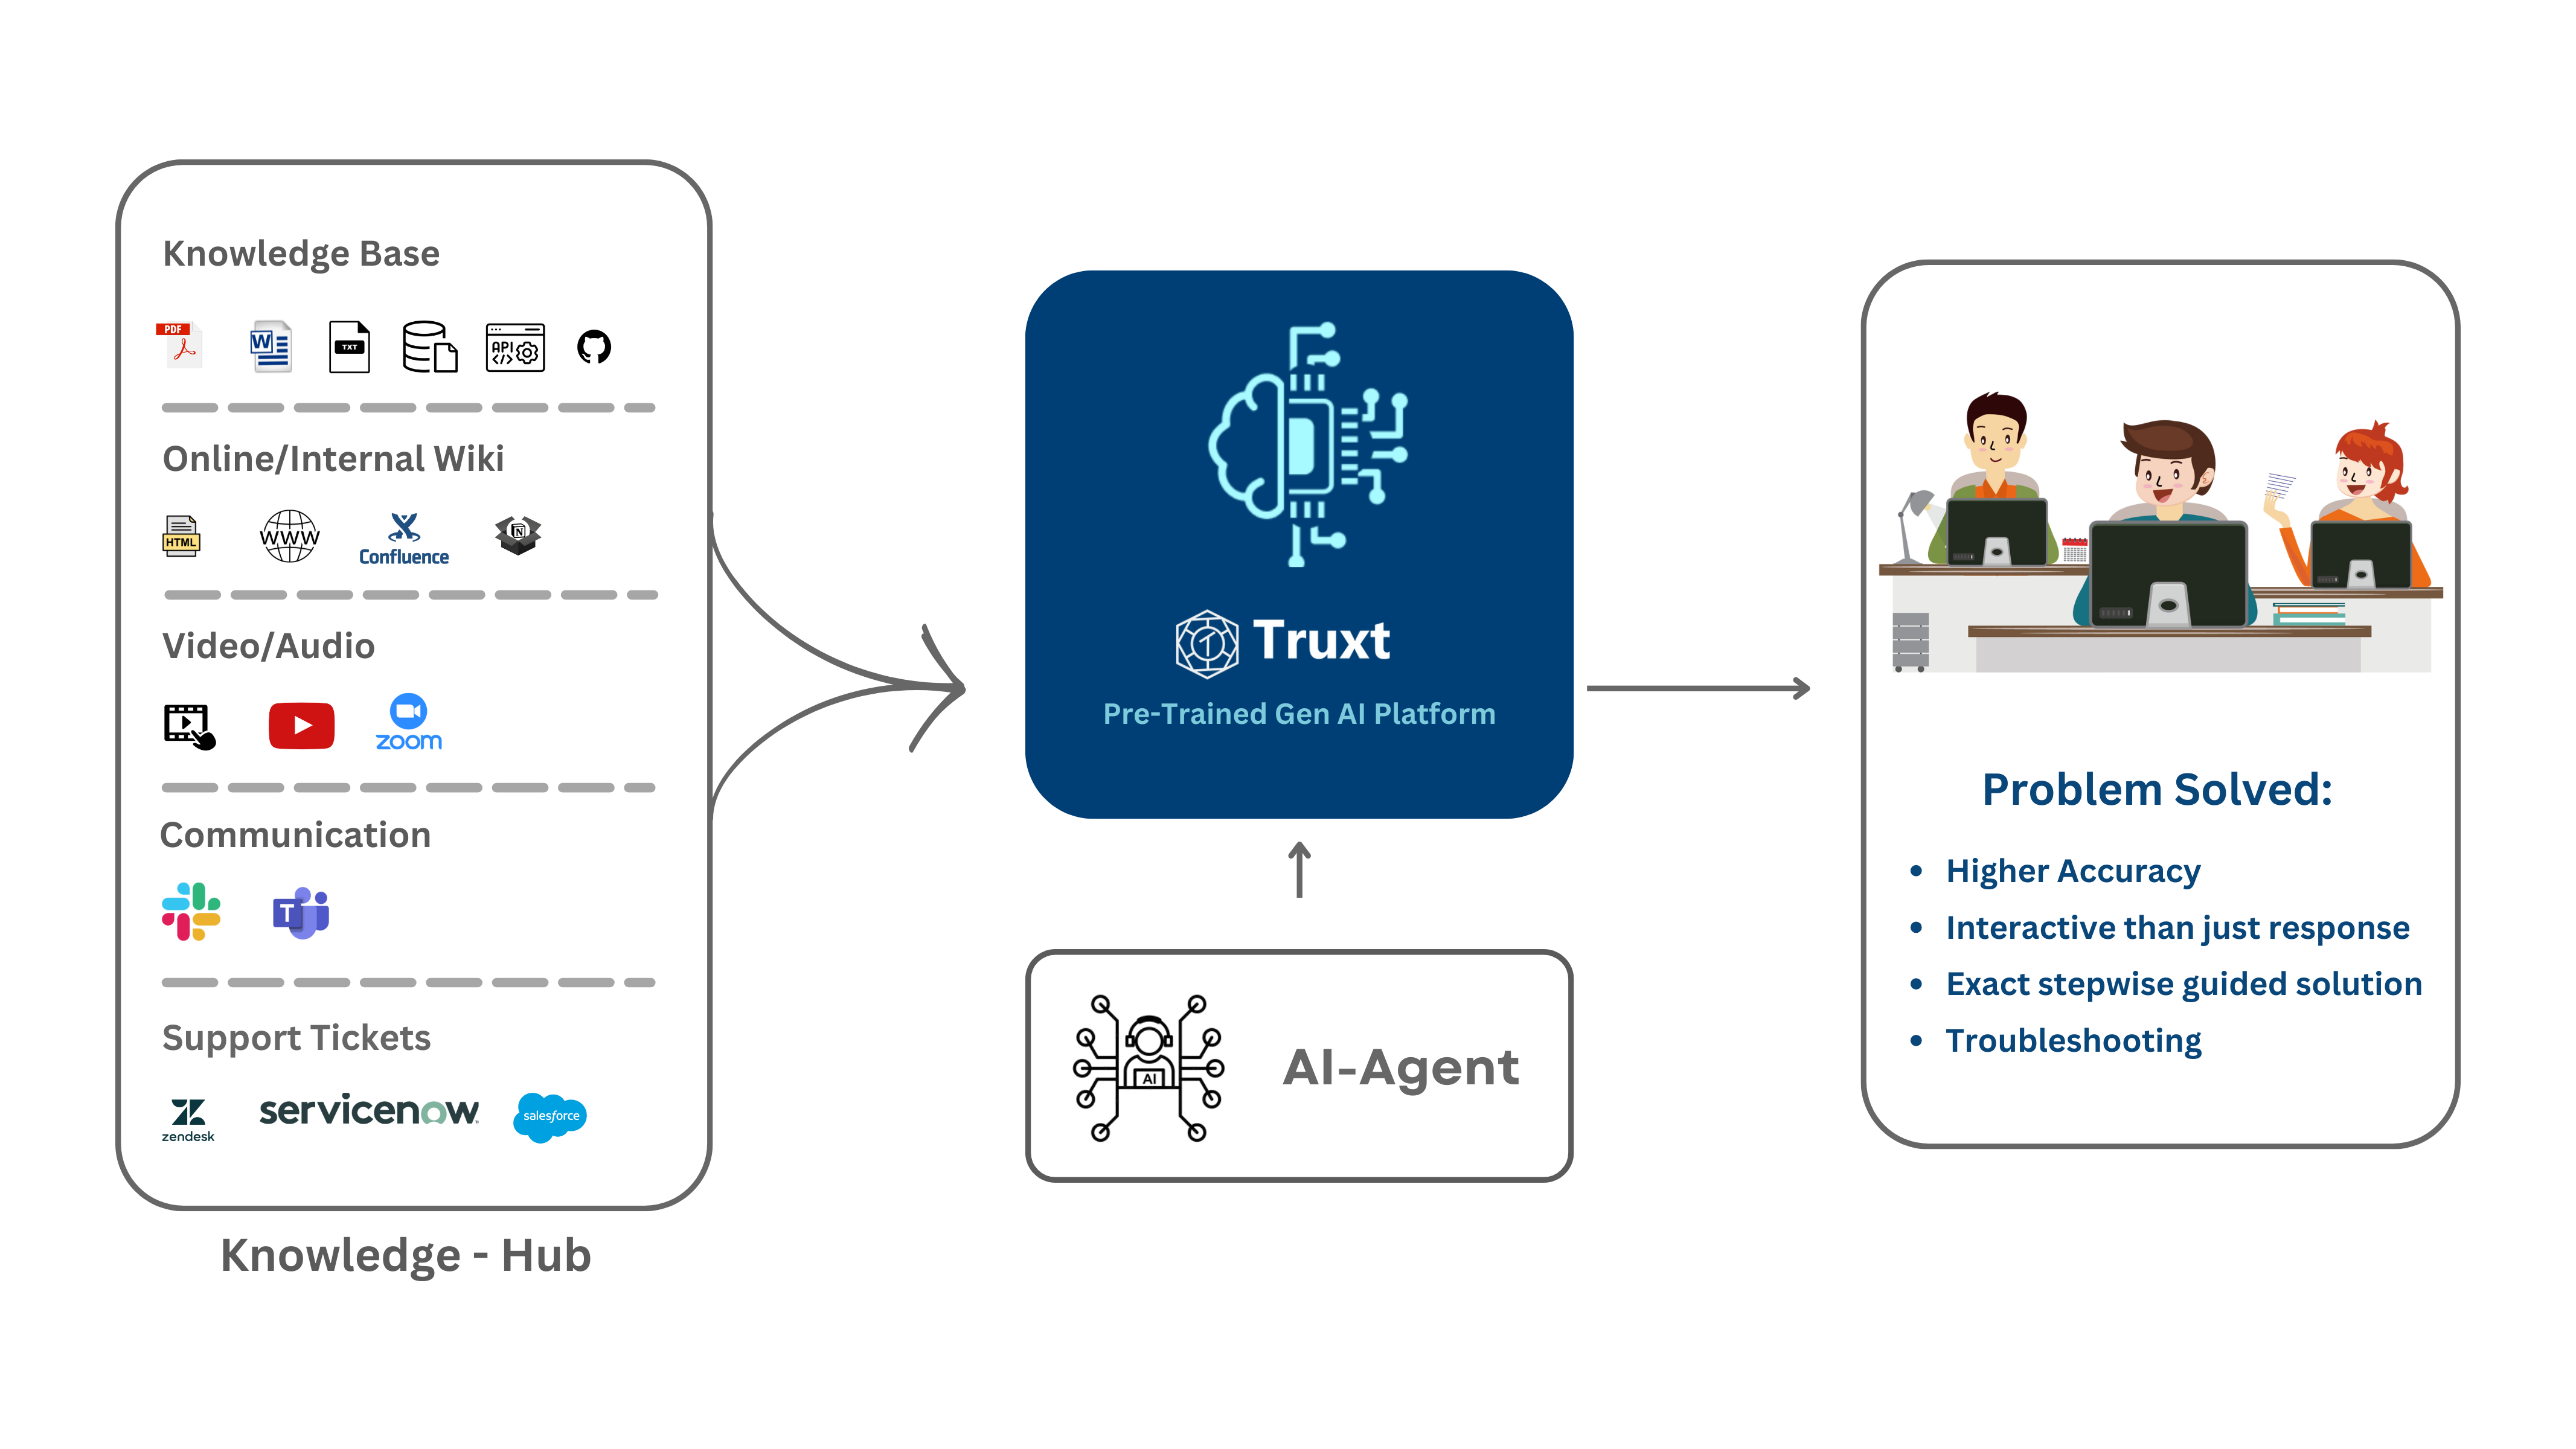 Knowledge Base
PDF
W
TXT
API
</>
Online/Internal Wiki
HTML
WWW
Confluence
N
Video/Audio
zoom
Communication
T
Support Tickets
zendesk
servicenow
salesforce
Knowledge - Hub
Truxt
Pre-Trained Gen AI Platform
AI
AI-Agent
Problem Solved:
• Higher Accuracy
• Interactive than just response
• Exact stepwise guided solution
• Troubleshooting